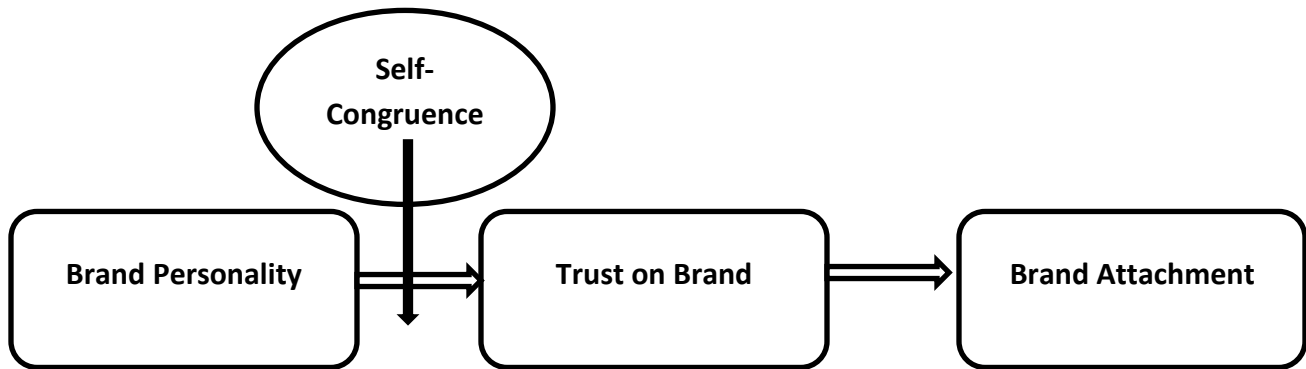 Self-
Congruence
Brand Personality
Trust on Brand
Brand Attachment